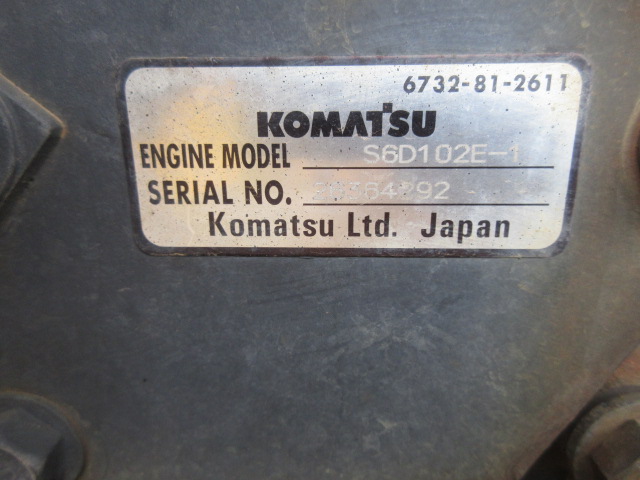 6732-81-2611
KOMATSU
ENGINE MODEL S6D102E-1
SERIAL NO.
Komatsu Ltd. Japan